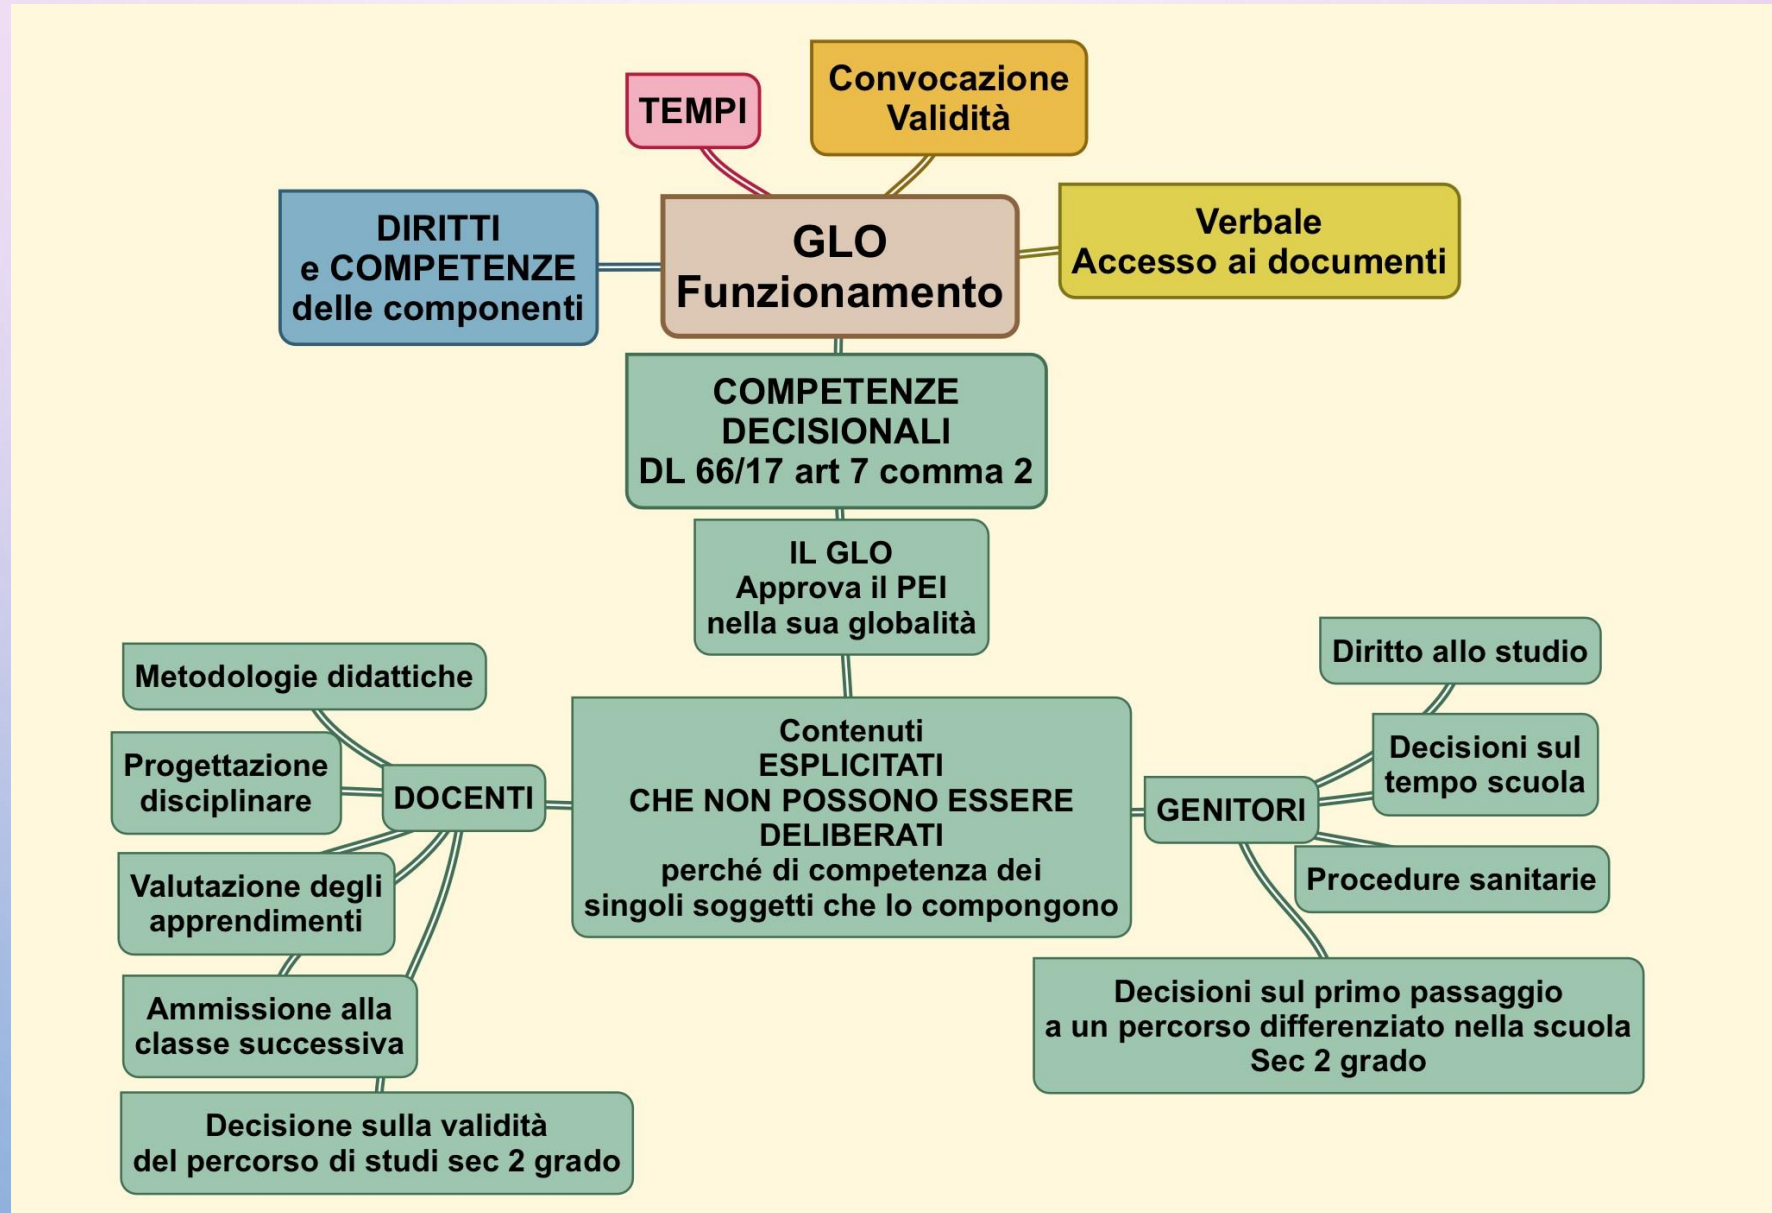 TEMPI
Convocazione
Validità
DIRITTI
e COMPETENZE
delle componenti
GLO
Funzionamento
Verbale
Accesso ai documenti
COMPETENZE
DECISIONALI
DL 66/17 art 7 comma 2
IL GLO
Approva il PEI
nella sua globalità
Contenuti
ESPLICITATI
CHE NON POSSONO ESSERE
DELIBERATI
perché di competenza dei
singoli soggetti che lo compongono
DOCENTI
Metodologie didattiche
Progettazione
disciplinare
Valutazione degli
apprendimenti
Ammissione alla
classe successiva
Decisione sulla validità
del percorso di studi sec 2 grado
GENITORI
Diritto allo studio
Decisioni sul
tempo scuola
Procedure sanitarie
Decisioni sul primo passaggio
a un percorso differenziato nella scuola
Sec 2 grado